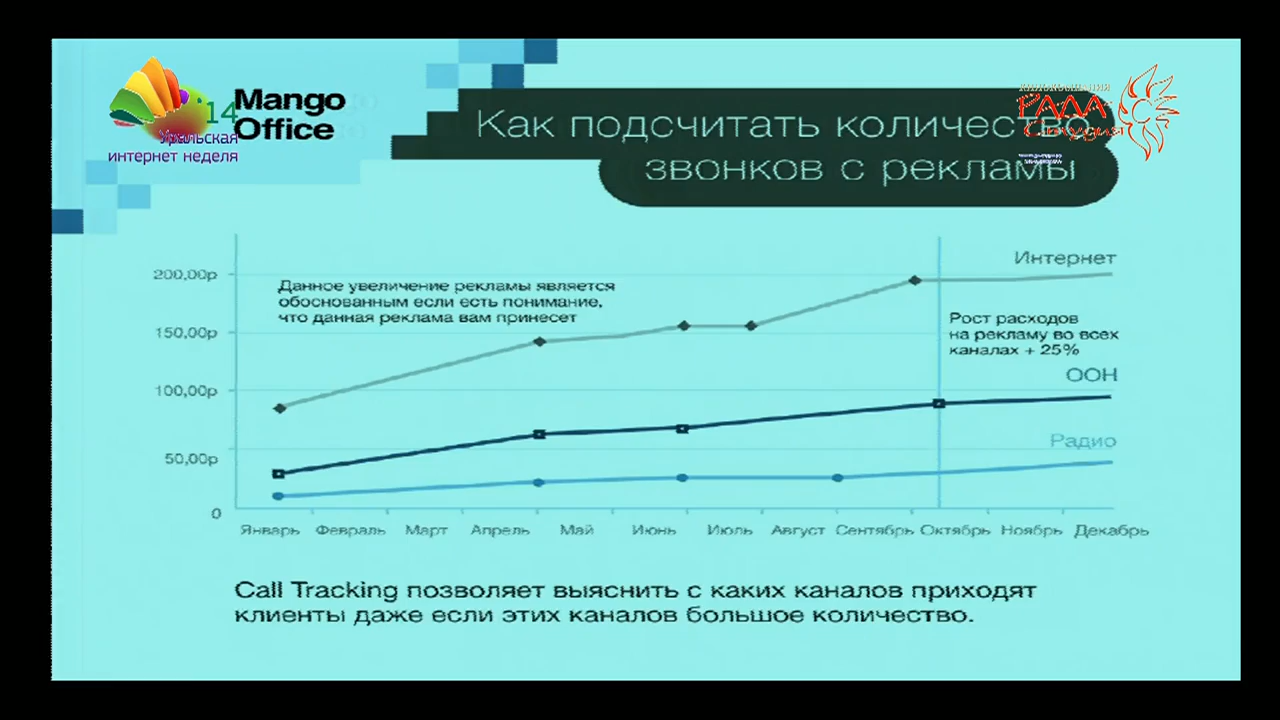 '14
Уральская
интернет неделя
Mango
Office
РАДА
Студия
Как подсчитать
звонков с рекламы
Интернет
200,00р
Данное увеличение рекламы является
обоснованным если есть понимание,
что данная реклама вам принесет
Рост расходов
на рекламу во всех
каналах + 25%
150,00р
ООН
100,00р
Радио
50,00р
0
Январь Февраль Март Апрель Май Июнь Июль Август Сентябрь Октябрь Ноябрь Декабрь
Call Tracking позволяет выяснить с каких каналов приходят
клиенты даже если этих каналов большое количество.